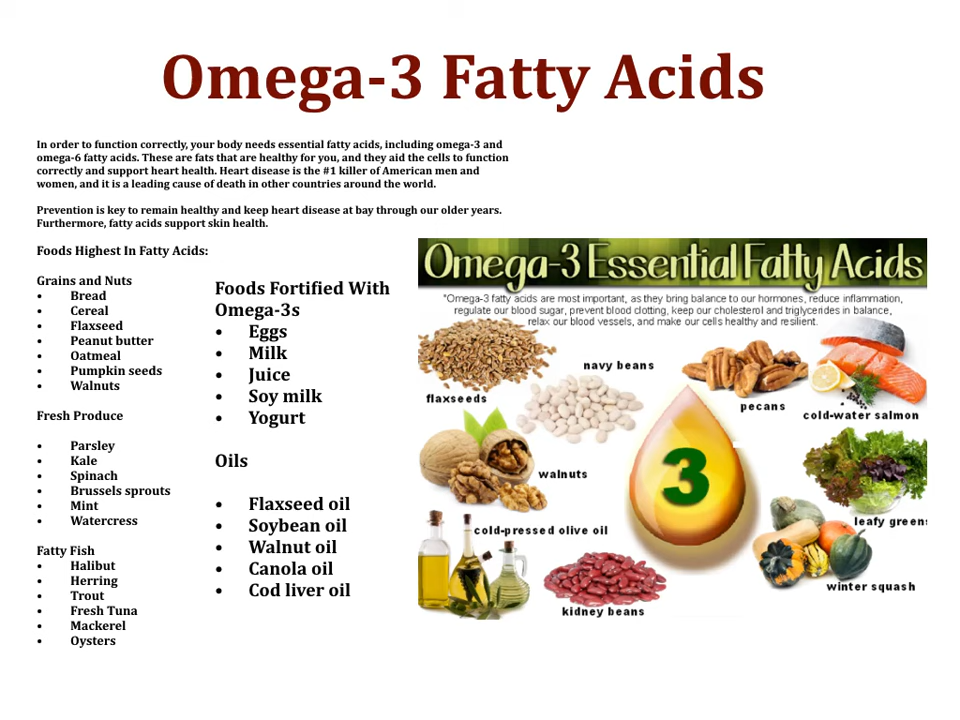 Omega-3 Fatty Acids
In order to function correctly, your body needs essential fatty acids, including omega-3 and
omega-6 fatty acids. These are fats that are healthy for you, and they aid the cells to function
correctly and support heart health. Heart disease is the #1 killer of American men and
women, and it is a leading cause of death in other countries around the world.
Prevention is key to remain healthy and keep heart disease at bay through our older years.
Furthermore, fatty acids support skin health.
Foods Highest In Fatty Acids:
Grains and Nuts
• Bread
• Cereal
• Flaxseed
• Peanut butter
• Oatmeal
• Pumpkin seeds
• Walnuts
Fresh Produce
• Parsley
• Kale
• Spinach
• Brussels sprouts
• Mint
• Watercress
Fatty Fish
• Halibut
• Herring
• Trout
• Fresh Tuna
• Mackerel
• Oysters
Foods Fortified With
Omega-3s
• Eggs
• Milk
• Juice
• Soy milk
• Yogurt
Oils
• Flaxseed oil
• Soybean oil
• Walnut oil
• Canola oil
• Cod liver oil
Omega-3 Essential Fatty Acids
*Omega-3 fatty acids are most important, as they bring balance to our hormones, reduce inflammation,
regulate our blood sugar, prevent blood clotting, keep our cholesterol and triglycerides in balance,
relax our blood vessels, and make our cells healthy and resilient.
navy beans
flaxseeds
pecans
cold-water salmon
walnuts
3
leafy greens
cold-pressed olive oil
winter squash
kidney beans